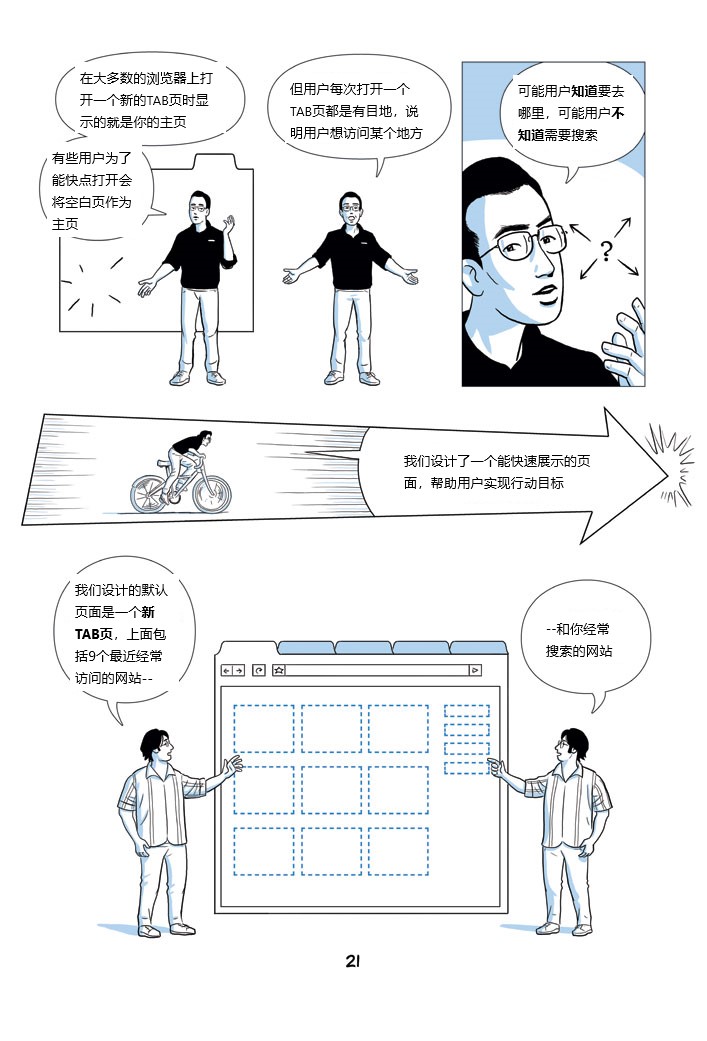 在大多数的浏览器上打
开一个新的TAB页时显
示的就是你的主页
有些用户为了
能快点打开会
将空白页作为
主页
但用户每次打开一个
TAB页都是有目地，说
明用户想访问某个地方
可能用户知道要去
哪里，可能用户不
知道需要搜索
?
我们设计了一个能快速展示的页
面，帮助用户实现行动目标
我们设计的默认
页面是一个新
TAB页，上面包
括9个最近经常
访问的网站--
--和你经常
搜索的网站
21